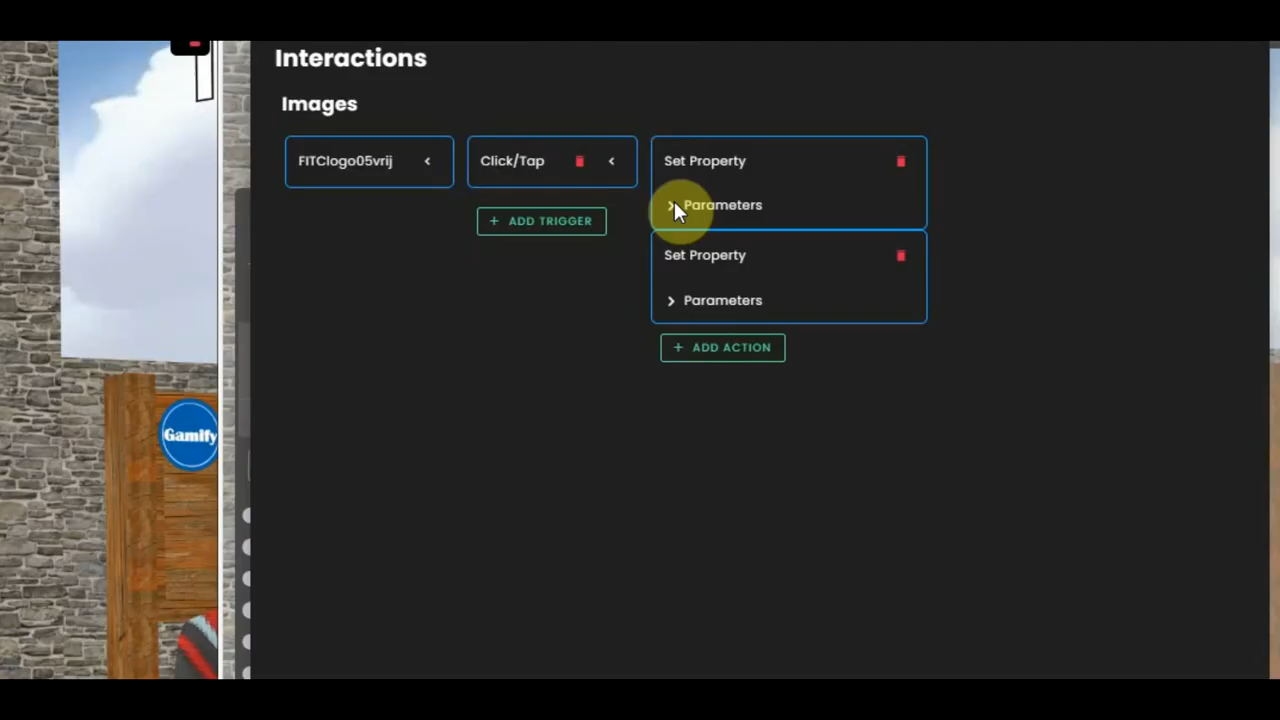 Interactions
Images
FITClogo05vrij
Click/Tap
Set Property
Parameters
+ ADD TRIGGER
Set Property
Parameters
+ ADD ACTION
Gamify